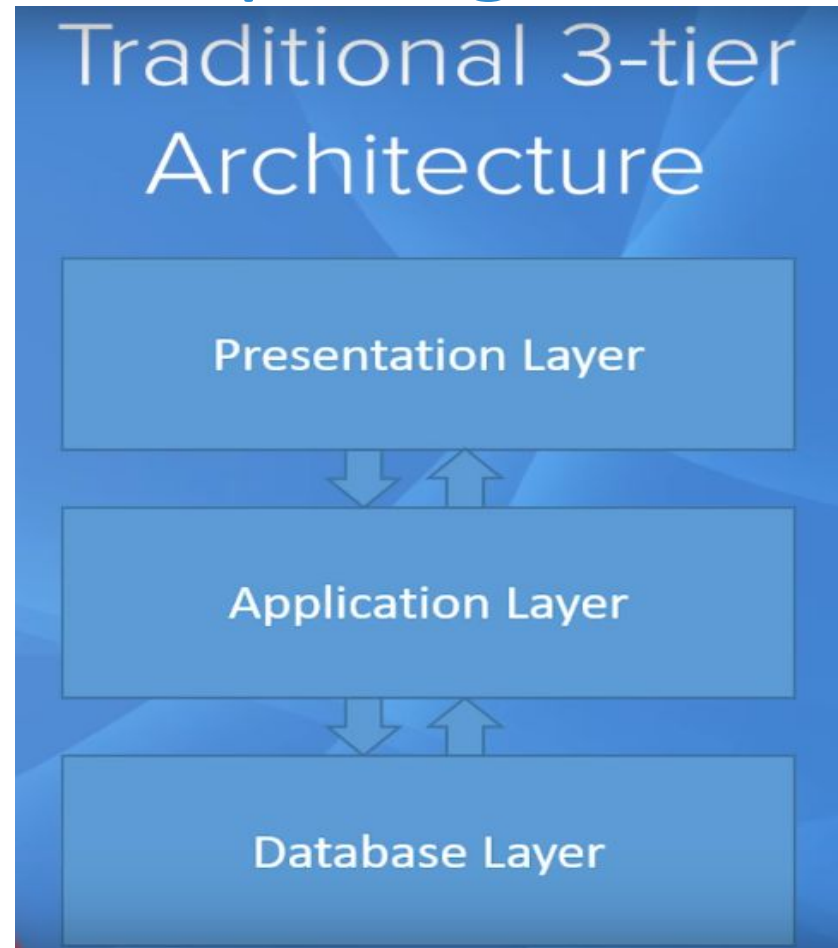 Traditional 3-tier
Architecture
Presentation Layer
Application Layer
Database Layer